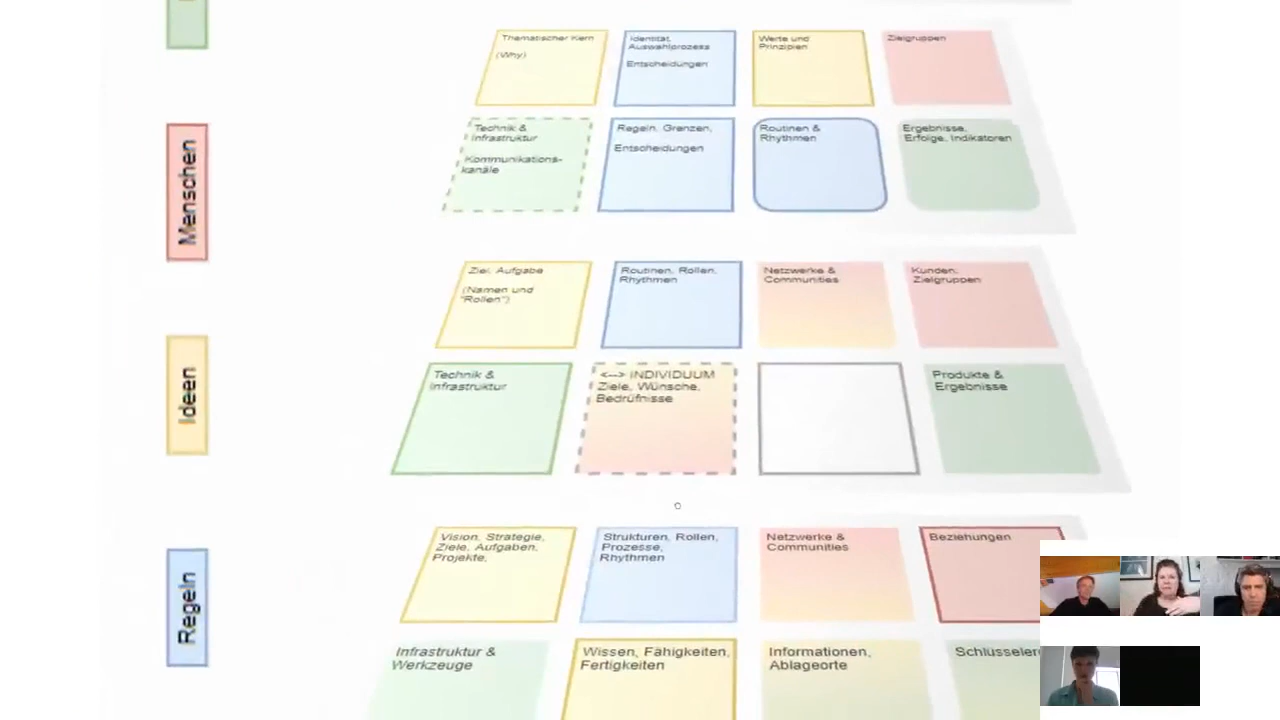 Menschen
Ideen
Regeln
Thematischer Kern
(Why)
Identität,
Auswahlprozess
Entscheidungen
Werte und
Prinzipien
Zielgruppen
Technik &
Infrastruktur
Kommunikations-
kanäle
Regeln, Grenzen,
Entscheidungen
Routinen &
Rhythmen
Ergebnisse,
Erfolge, Indikatoren
Ziel, Aufgabe
(Namen und
"Rollen")
Routinen, Rollen,
Rhythmen
Netzwerke &
Communities
Kunden,
Zielgruppen
Technik &
Infrastruktur
<--> INDIVIDUUM
Ziele, Wünsche,
Bedrüfnisse
Produkte &
Ergebnisse
Vision, Strategie,
Ziele, Aufgaben,
Projekte,
Strukturen, Rollen,
Prozesse,
Rhythmen
Netzwerke &
Communities
Beziehungen
Infrastruktur &
Werkzeuge
Wissen, Fähigkeiten,
Fertigkeiten
Informationen,
Ablageorte